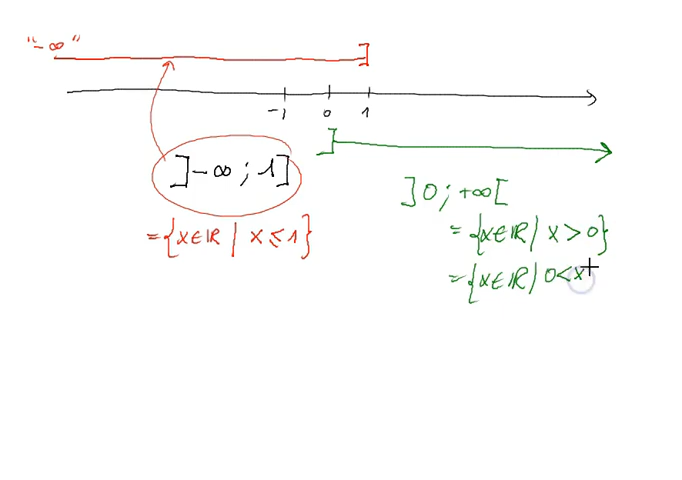 "-∞"
-1 0 1
]-∞ ; 1]
= {x∈ℝ | x ≤ 1}
]0 ; +∞[
= {x∈ℝ | x > 0}
= {x∈ℝ | 0 < x